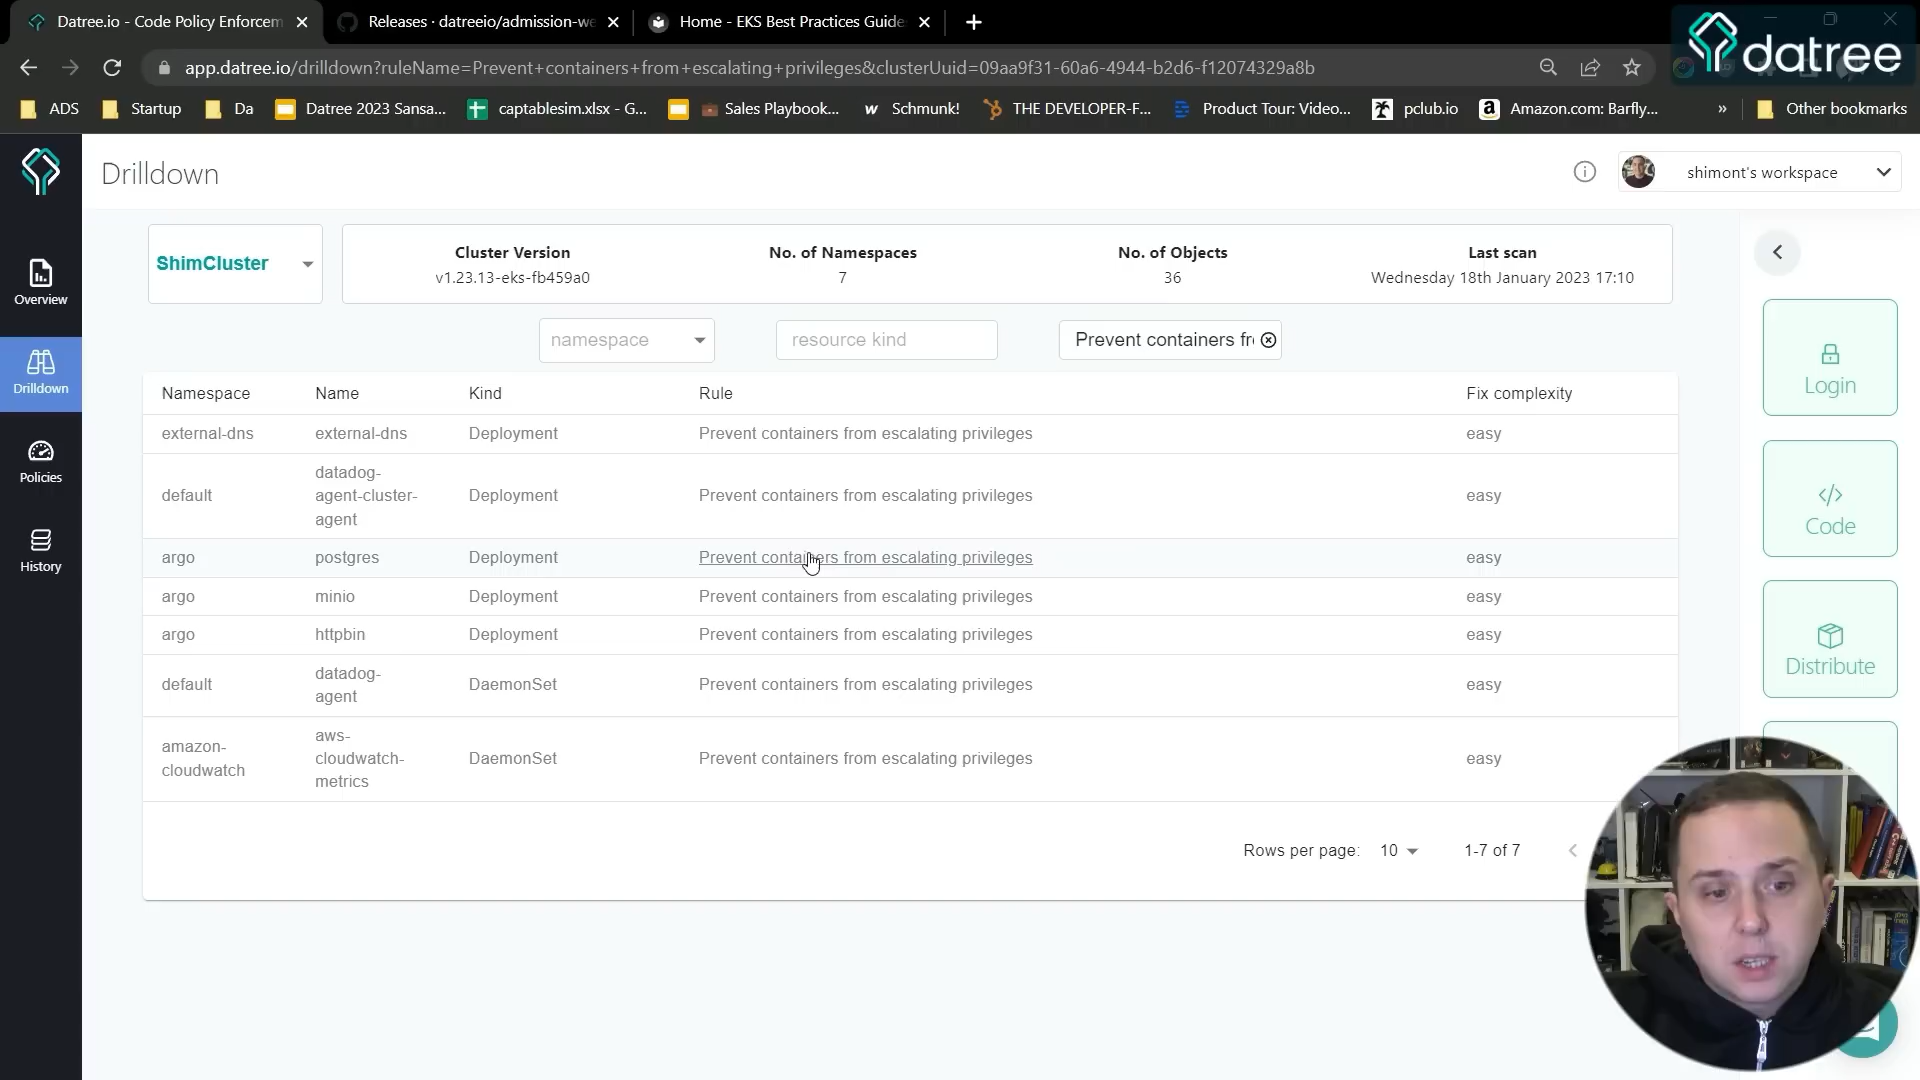 Datree.io - Code Policy Enforcem
Releases · datreeio/admission-we
Home - EKS Best Practices Guide
datree
app.datree.io/drilldown?ruleName=Prevent+containers+from+escalating+privileges&clusterUuid=09aa9f31-60a6-4944-b2d6-f12074329a8b
ADS
Startup
Da
Datree 2023 Sansa...
captablesim.xlsx - G...
Sales Playbook...
w Schmunk!
THE DEVELOPER-F...
Product Tour: Video...
pclub.io
Amazon.com: Barfly...
»
Other bookmarks
Drilldown
shimont's workspace
Overview
Drilldown
Policies
History
ShimCluster
Cluster Version
v1.23.13-eks-fb459a0
No. of Namespaces
7
No. of Objects
36
Last scan
Wednesday 18th January 2023 17:10
namespace
resource kind
Prevent containers fr
Namespace Name Kind Rule Fix complexity
external-dns external-dns Deployment Prevent containers from escalating privileges easy
default datadog-
agent-cluster-
agent Deployment Prevent containers from escalating privileges easy
argo postgres Deployment Prevent containers from escalating privileges easy
argo minio Deployment Prevent containers from escalating privileges easy
argo httpbin Deployment Prevent containers from escalating privileges easy
default datadog-
agent DaemonSet Prevent containers from escalating privileges easy
amazon-
cloudwatch aws-
cloudwatch-
metrics DaemonSet Prevent containers from escalating privileges easy
Rows per page: 10 1-7 of 7
Login
</> Code
Distribute